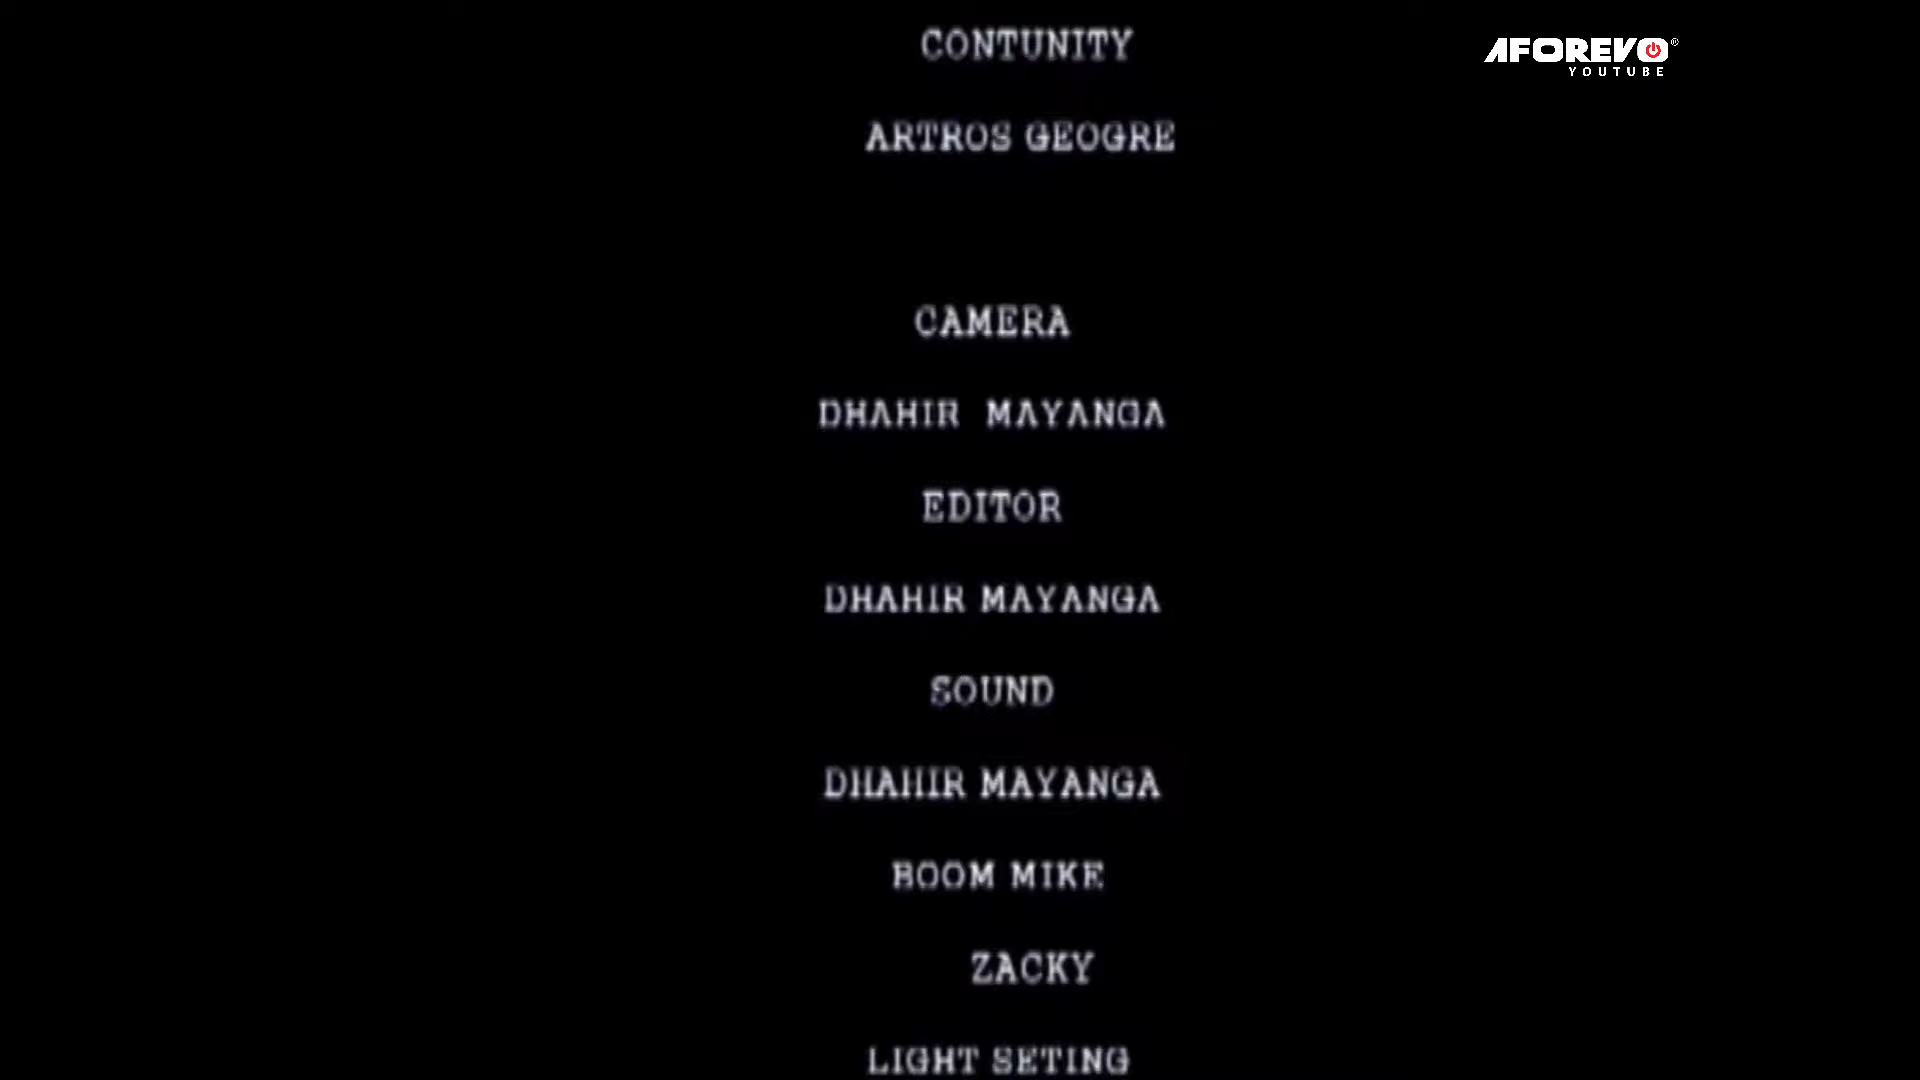 CONTUNITY
AFOREVO®
YOUTUBE
ARTROS GEOGRE
CAMERA
DHAHIR MAYANGA
EDITOR
DHAHIR MAYANGA
SOUND
DHAHIR MAYANGA
BOOM MIKE
ZACKY
LIGHT SETING